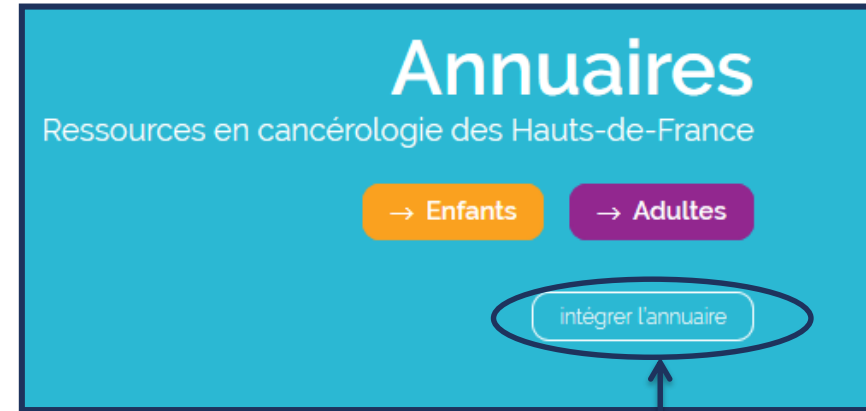 Annuaires
Ressources en cancérologie des Hauts-de-France
→ Enfants → Adultes
intégrer l'annuaire